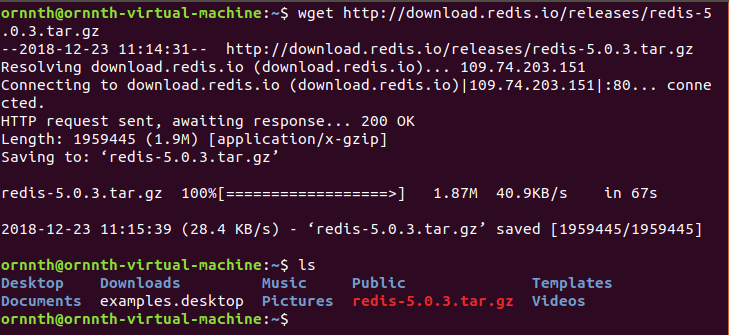 ornnth@ornnth-virtual-machine:~$ wget http://download.redis.io/releases/redis-5
.0.3.tar.gz
--2018-12-23 11:14:31--  http://download.redis.io/releases/redis-5.0.3.tar.gz
Resolving download.redis.io (download.redis.io)... 109.74.203.151
Connecting to download.redis.io (download.redis.io)|109.74.203.151|:80... conne
cted.
HTTP request sent, awaiting response... 200 OK
Length: 1959445 (1.9M) [application/x-gzip]
Saving to: ‘redis-5.0.3.tar.gz’
redis-5.0.3.tar.gz  100%[==================>]   1.87M  40.9KB/s    in 67s
2018-12-23 11:15:39 (28.4 KB/s) - ‘redis-5.0.3.tar.gz’ saved [1959445/1959445]
ornnth@ornnth-virtual-machine:~$ ls
Desktop    Downloads         Music     Public              Templates
Documents  examples.desktop  Pictures  redis-5.0.3.tar.gz  Videos
ornnth@ornnth-virtual-machine:~$